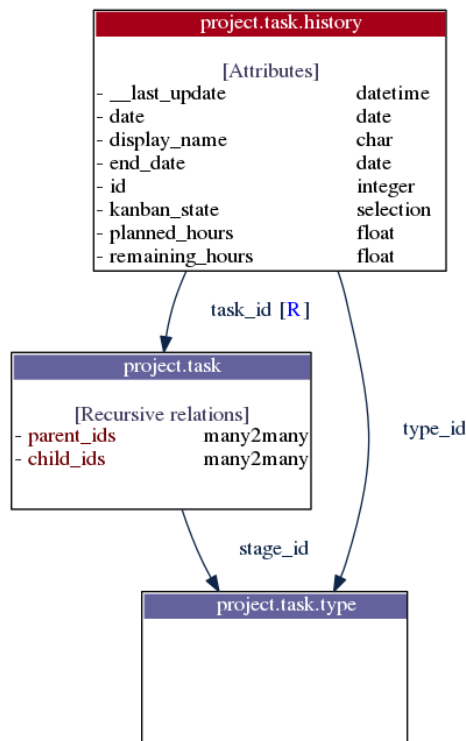 project.task.history
[Attributes]
- __last_update datetime
- date date
- display_name char
- end_date date
- id integer
- kanban_state selection
- planned_hours float
- remaining_hours float
task_id [R]
project.task
[Recursive relations]
- parent_ids many2many
- child_ids many2many
type_id
stage_id
project.task.type